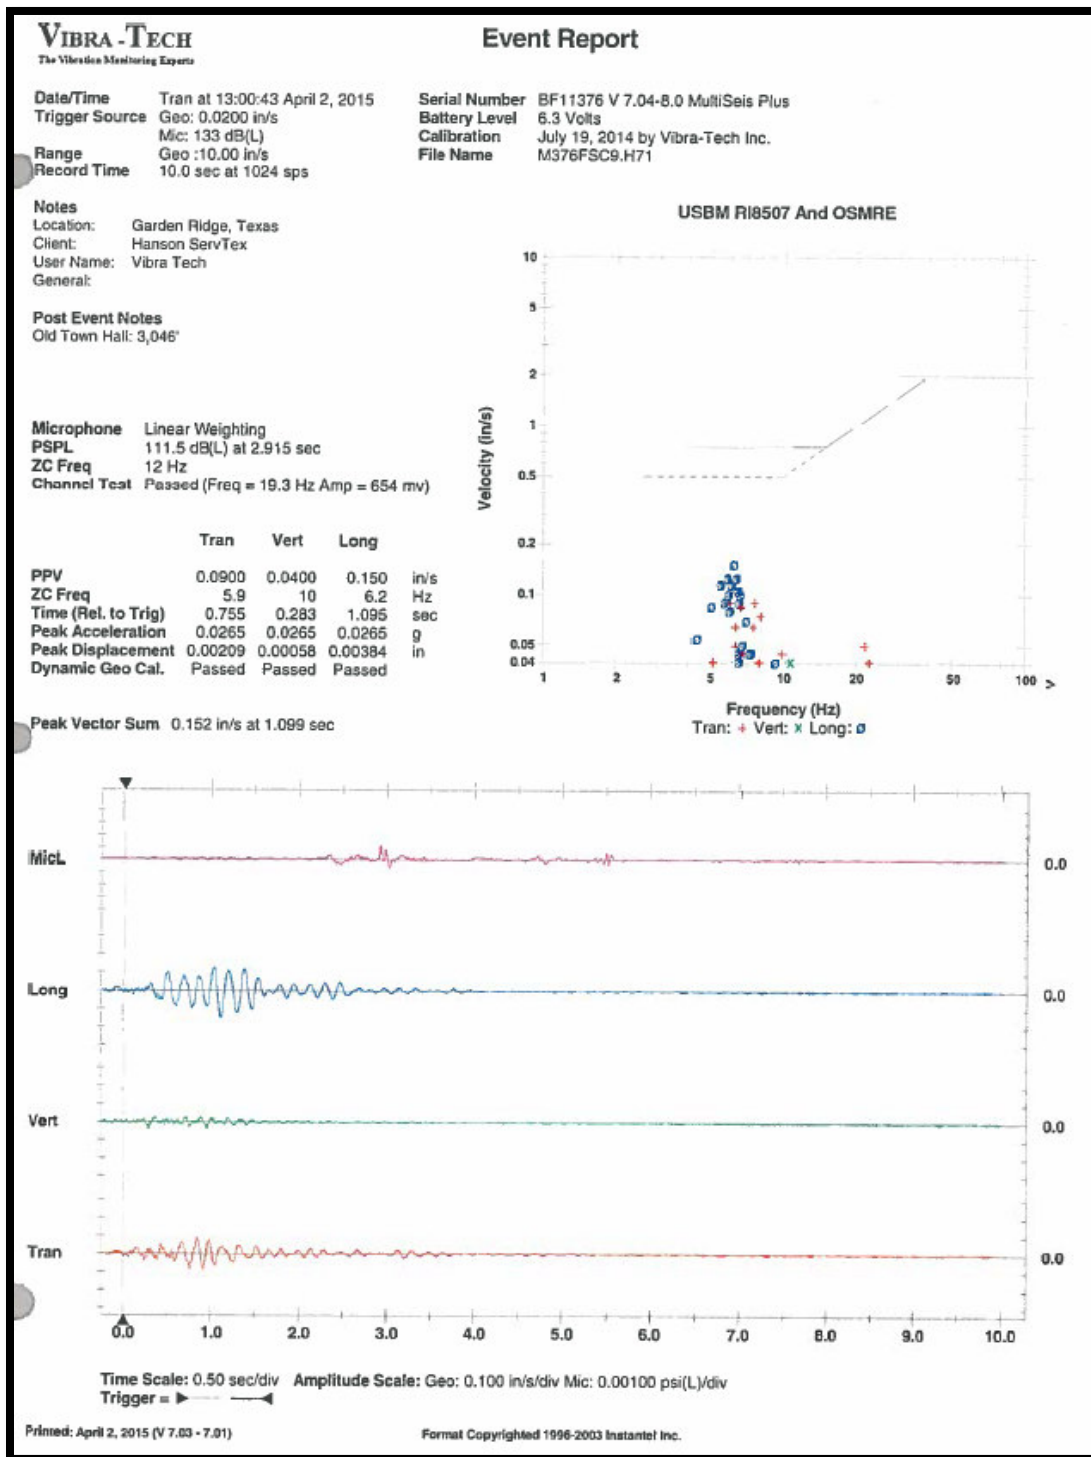 VIBRA-TECH
The Vibration Monitoring Experts
Event Report
Date/Time Tran at 13:00:43 April 2, 2015
Trigger Source Geo: 0.0200 in/s
Mic: 133 dB(L)
Range Geo :10.00 in/s
Record Time 10.0 sec at 1024 sps
Serial Number BF11376 V 7.04-8.0 MultiSeis Plus
Battery Level 6.3 Volts
Calibration July 19, 2014 by Vibra-Tech Inc.
File Name M376FSC9.H71
Notes
Location: Garden Ridge, Texas
Client: Hanson ServTex
User Name: Vibra Tech
General:
Post Event Notes
Old Town Hall: 3,046'
Microphone Linear Weighting
PSPL 111.5 dB(L) at 2.915 sec
ZC Freq 12 Hz
Channel Test Passed (Freq = 19.3 Hz Amp = 654 mv)
Tran Vert Long
PPV 0.0900 0.0400 0.150 in/s
ZC Freq 5.9 10 6.2 Hz
Time (Rel. to Trig) 0.755 0.283 1.095 sec
Peak Acceleration 0.0265 0.0265 0.0265 g
Peak Displacement 0.00209 0.00058 0.00384 in
Dynamic Geo Cal. Passed Passed Passed
Peak Vector Sum 0.152 in/s at 1.099 sec
USBM RI8507 And OSMRE
Velocity (in/s)
10
5
2
1
0.5
0.2
0.1
0.05
0.04
1 2 5 10 20 50 100 >
Frequency (Hz)
Tran: + Vert: x Long: ø
MicL 0.0
Long 0.0
Vert 0.0
Tran 0.0
0.0 1.0 2.0 3.0 4.0 5.0 6.0 7.0 8.0 9.0 10.0
Time Scale: 0.50 sec/div Amplitude Scale: Geo: 0.100 in/s/div Mic: 0.00100 psi(L)/div
Trigger = ▶ ◀
Printed: April 2, 2015 (V 7.03 - 7.01)
Format Copyrighted 1996-2003 Instantel Inc.